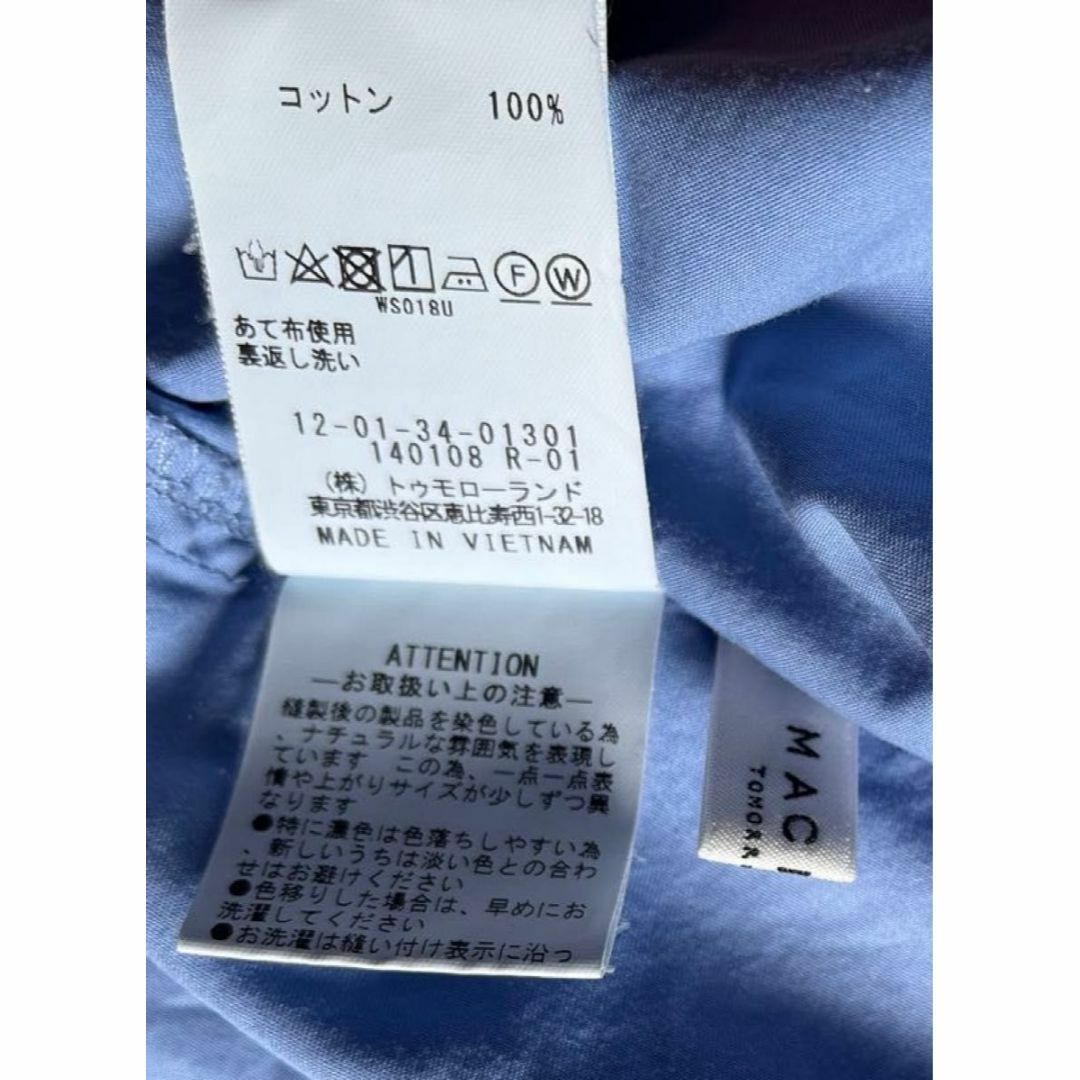 コットン 100%
F W
WS018U
あて布使用
裏返し洗い
12-01-34-01301
140108 R-01
(株) トゥモローランド
東京都渋谷区恵比寿西1-32-18
MADE IN VIETNAM
ATTENTION
―お取扱い上の注意―
縫製後の製品を染色している為
、ナチュラルな雰囲気を表現し
ています この為、一点一点表
情や上がりサイズが少しずつ異
なります
●特に濃色は色落ちしやすい為
、新しいうちは淡い色との合わ
せはお避けください
●色移りした場合は、早めにお
洗濯してください
●お洗濯は縫い付け表示に沿っ
MAC
TOMORR